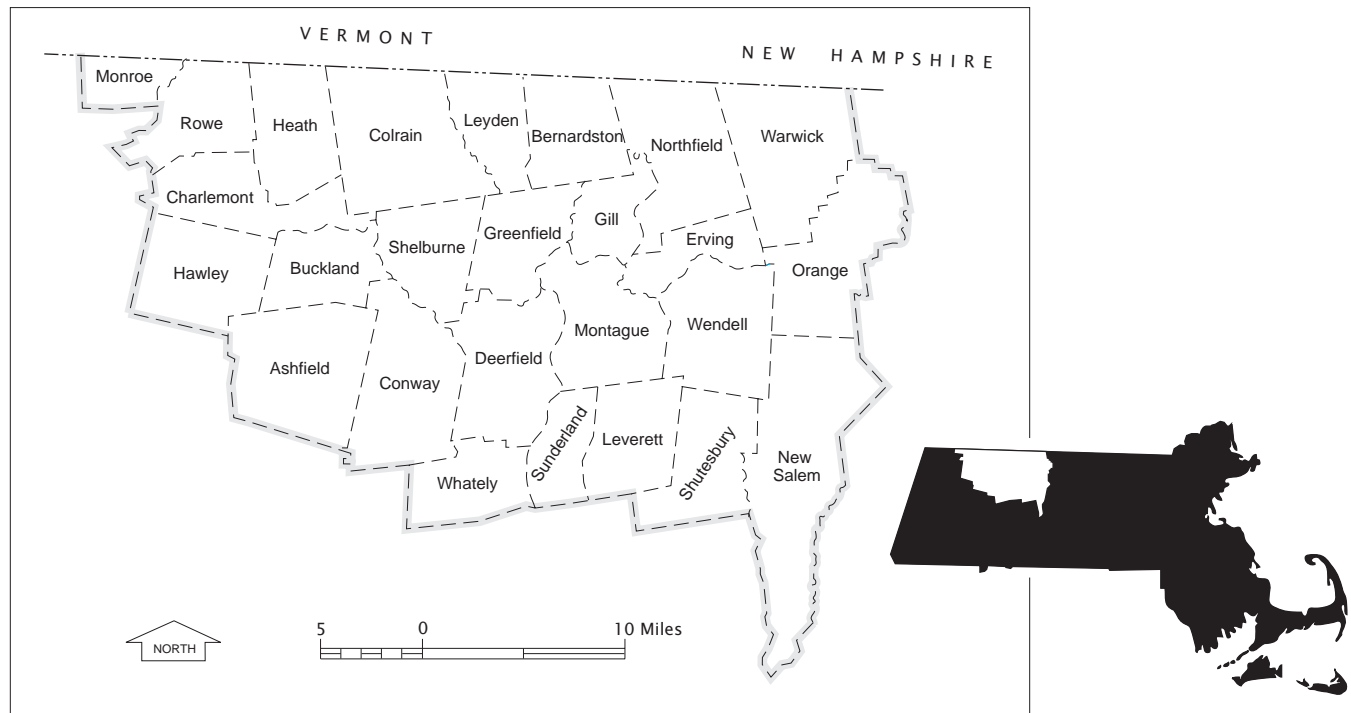 VERMONT
NEW HAMPSHIRE
Monroe
Rowe
Heath
Colrain
Leyden
Bernardston
Northfield
Warwick
Charlemont
Shelburne
Greenfield
Gill
Erving
Hawley
Buckland
Orange
Ashfield
Conway
Deerfield
Montague
Wendell
Whately
Sunderland
Leverett
Shutesbury
New
Salem
NORTH
5 0 10 Miles